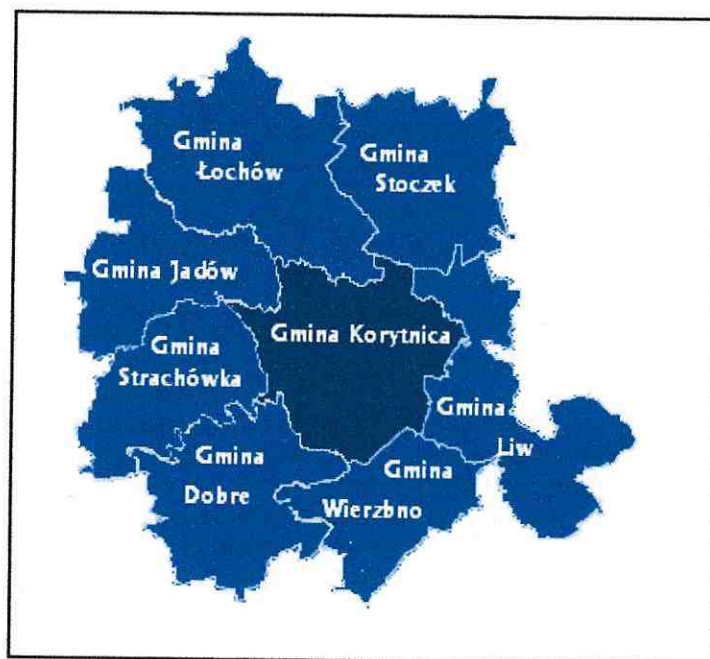 Gmina
Łochów
Gmina
Stoczek
Gmina Jadów
Gmina Korytnica
Gmina
Strachówka
Gmina
Liw
Gmina
Dobre
Gmina
Wierzbno